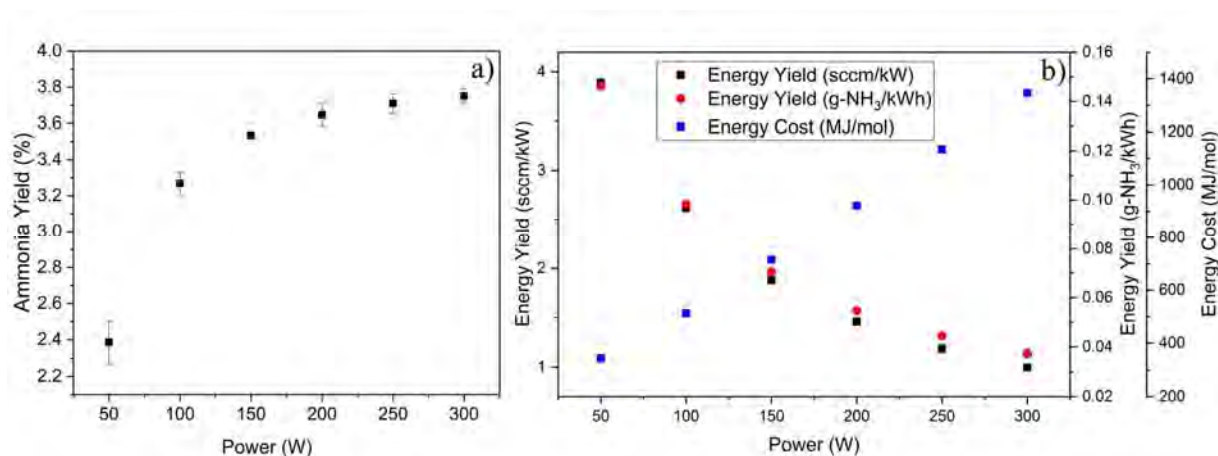 a)
Ammonia Yield (%)
4.0
3.8
3.6
3.4
3.2
3.0
2.8
2.6
2.4
2.2
50 100 150 200 250 300
Power (W)
b)
Energy Yield (sccm/kW)
Energy Yield (g-NH₃/kWh)
Energy Cost (MJ/mol)
Energy Yield (sccm/kW)
4
3
2
1
50 100 150 200 250 300
Power (W)
0.16
0.14
0.12
0.10
0.08
0.06
0.04
0.02
Energy Yield (g-NH₃/kWh)
1400
1200
1000
800
600
400
200
Energy Cost (MJ/mol)